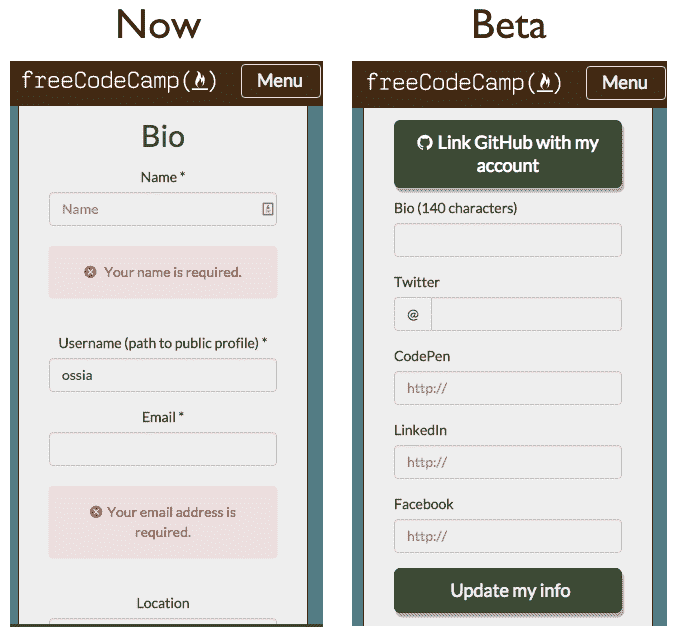 Now
freeCodeCamp( )
Menu
Bio
Name *
Name
Your name is required.
Username (path to public profile) *
ossia
Email *
Your email address is
required.
Location
Beta
freeCodeCamp( )
Menu
Link GitHub with my
account
Bio (140 characters)
Twitter
@
CodePen
http://
LinkedIn
http://
Facebook
http://
Update my info